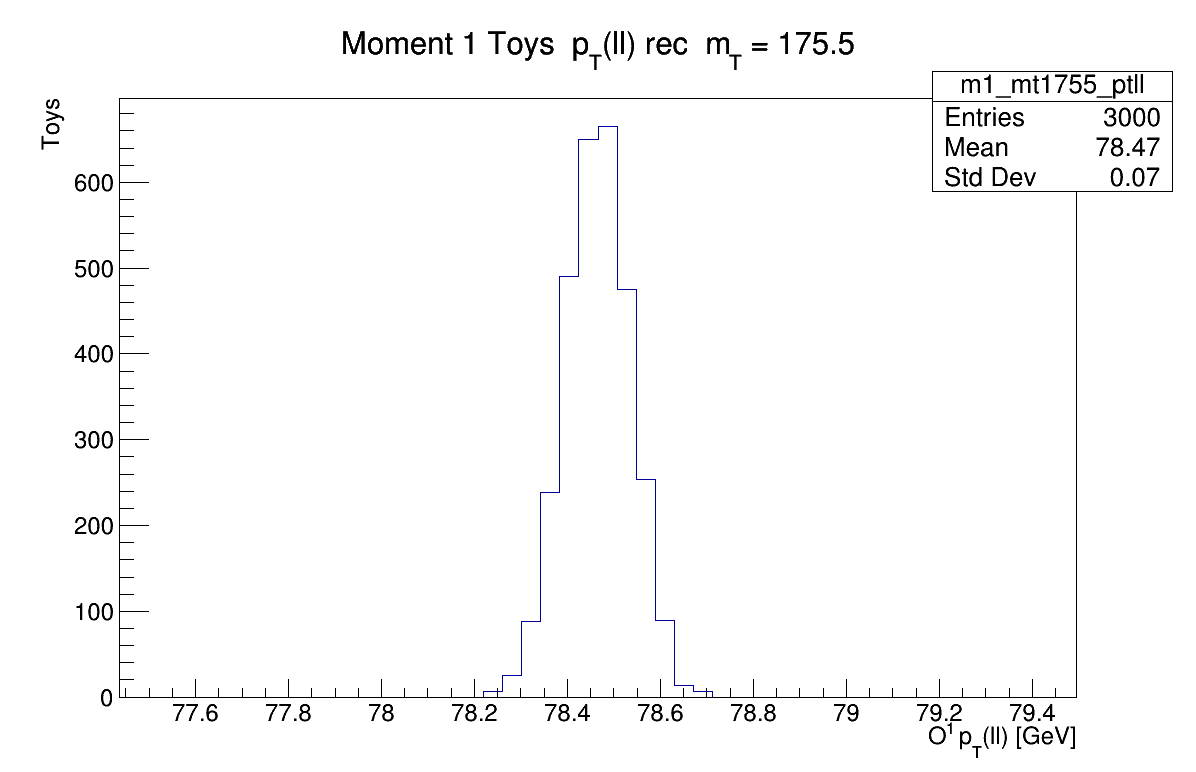 Moment 1 Toys p_T(ll) rec m_T = 175.5
m1_mt1755_ptll
Entries 3000
Mean 78.47
Std Dev 0.07
Toys
600
500
400
300
200
100
0
77.6 77.8 78 78.2 78.4 78.6 78.8 79 79.2 79.4
O^1 p_T(ll) [GeV]